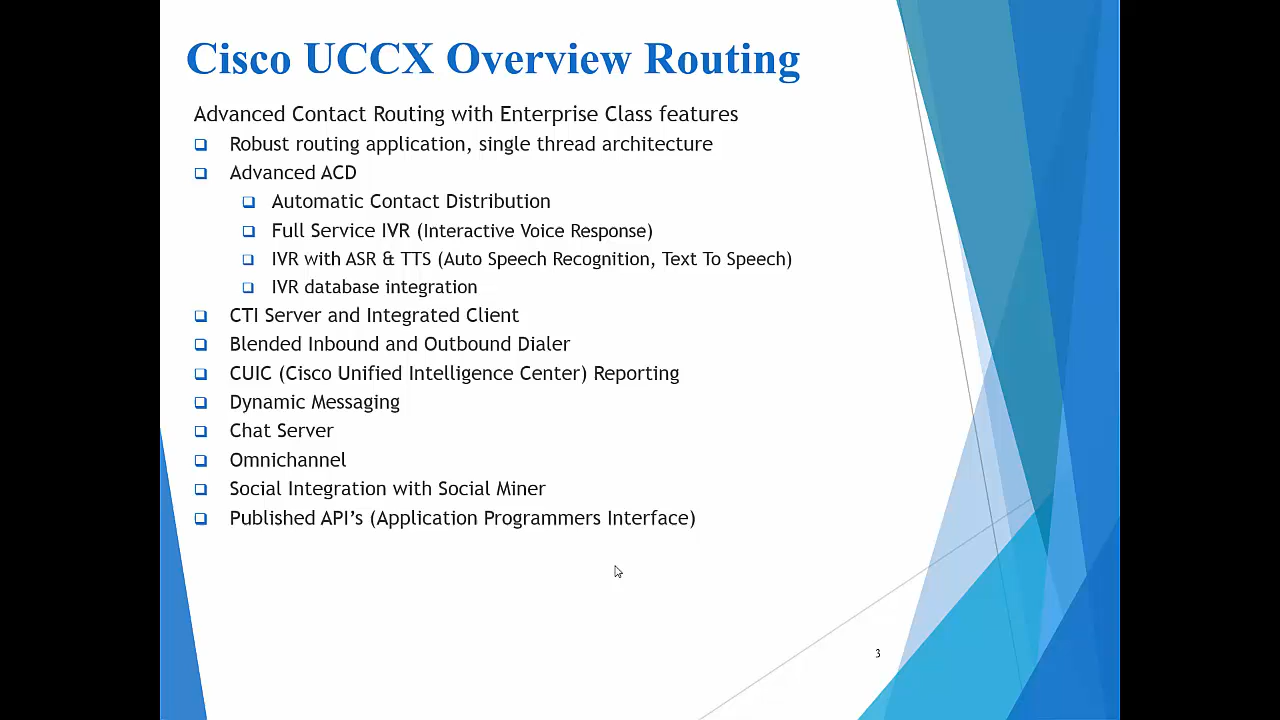 Cisco UCCX Overview Routing
Advanced Contact Routing with Enterprise Class features
Robust routing application, single thread architecture
Advanced ACD
Automatic Contact Distribution
Full Service IVR (Interactive Voice Response)
IVR with ASR & TTS (Auto Speech Recognition, Text To Speech)
IVR database integration
CTI Server and Integrated Client
Blended Inbound and Outbound Dialer
CUIC (Cisco Unified Intelligence Center) Reporting
Dynamic Messaging
Chat Server
Omnichannel
Social Integration with Social Miner
Published API’s (Application Programmers Interface)
3